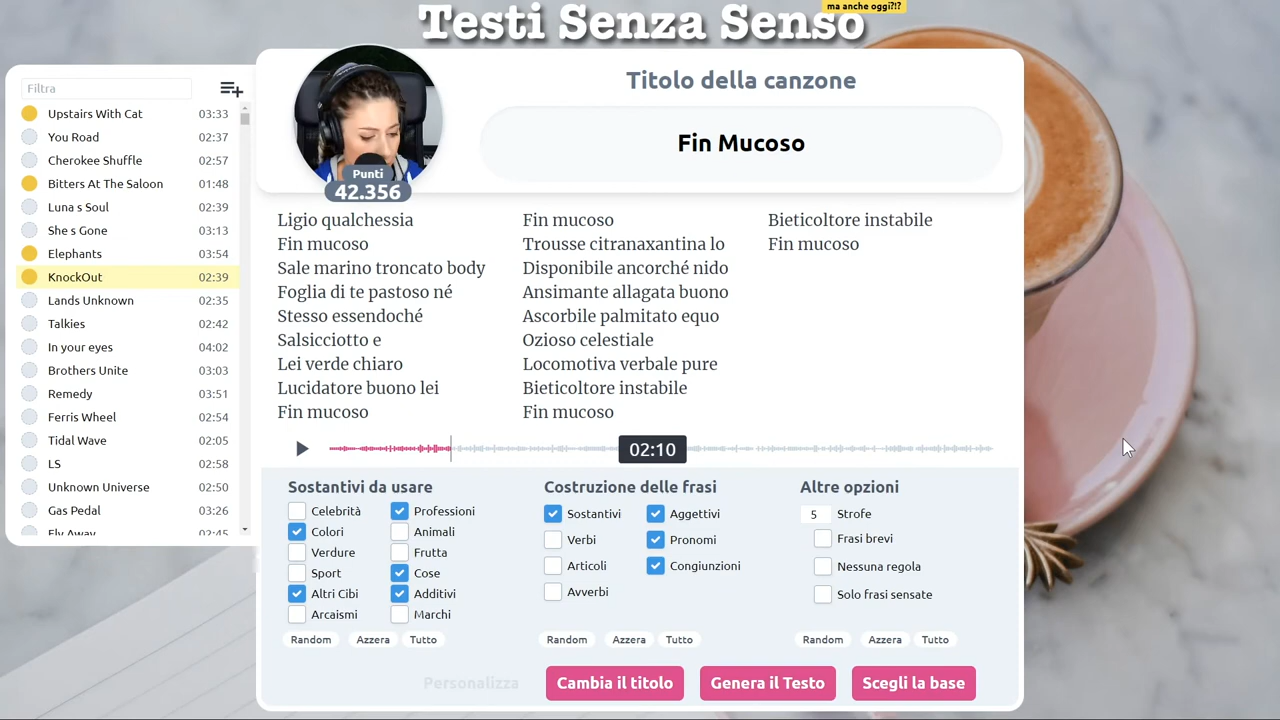 ma anche oggi?!?
Testi Senza Senso
Filtra
Upstairs With Cat 03:33
You Road 02:37
Cherokee Shuffle 02:57
Bitters At The Saloon 01:48
Luna s Soul 02:39
She s Gone 03:13
Elephants 03:54
KnockOut 02:39
Lands Unknown 02:35
Talkies 02:42
In your eyes 04:02
Brothers Unite 03:03
Remedy 03:51
Ferris Wheel 02:54
Tidal Wave 02:05
LS 02:58
Unknown Universe 02:50
Gas Pedal 03:26
Fly Away 02:45
Punti
42.356
Titolo della canzone
Fin Mucoso
Ligio qualchessia
Fin mucoso
Sale marino troncato body
Foglia di te pastoso né
Stesso essendoché
Salsicciotto e
Lei verde chiaro
Lucidatore buono lei
Fin mucoso
Fin mucoso
Trousse citranaxantina lo
Disponibile ancorché nido
Ansimante allagata buono
Ascorbile palmitato equo
Ozioso celestiale
Locomotiva verbale pure
Bieticoltore instabile
Fin mucoso
Bieticoltore instabile
Fin mucoso
02:10
Sostantivi da usare
Celebrità Professioni
Colori Animali
Verdure Frutta
Sport Cose
Altri Cibi Additivi
Arcaismi Marchi
Random Azzera Tutto
Costruzione delle frasi
Sostantivi Aggettivi
Verbi Pronomi
Articoli Congiunzioni
Avverbi
Random Azzera Tutto
Altre opzioni
5 Strofe
Frasi brevi
Nessuna regola
Solo frasi sensate
Random Azzera Tutto
Personalizza Cambia il titolo Genera il Testo Scegli la base